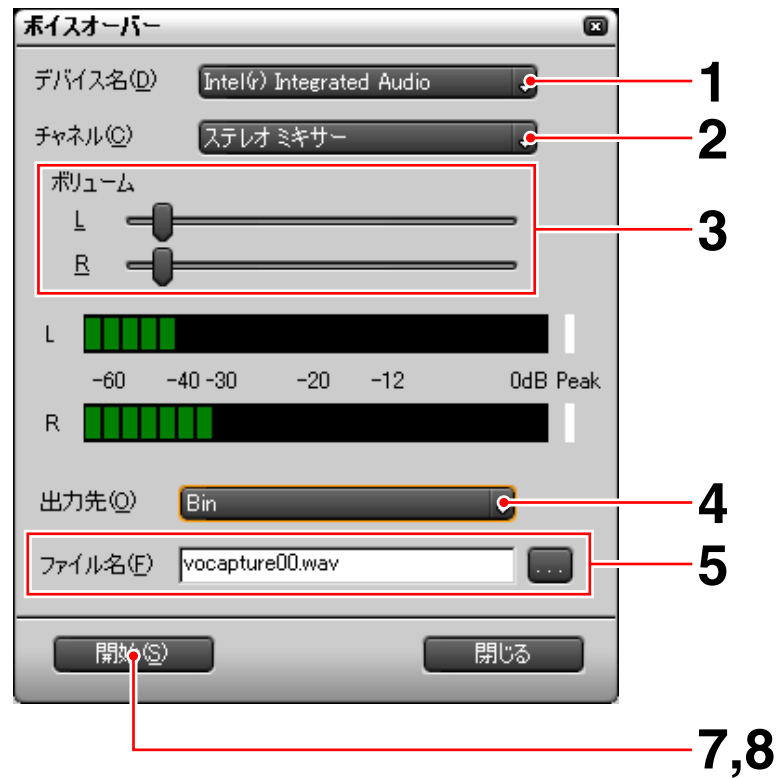 ボイスオーバー
デバイス名(D) Intel(r) Integrated Audio 1
チャネル(C) ステレオ ミキサー 2
ボリューム
L
R
3
L
-60 -40 -30 -20 -12 0dB Peak
R
出力先(O) Bin 4
ファイル名(F) vocapture00.wav ... 5
開始(S) 閉じる
7,8